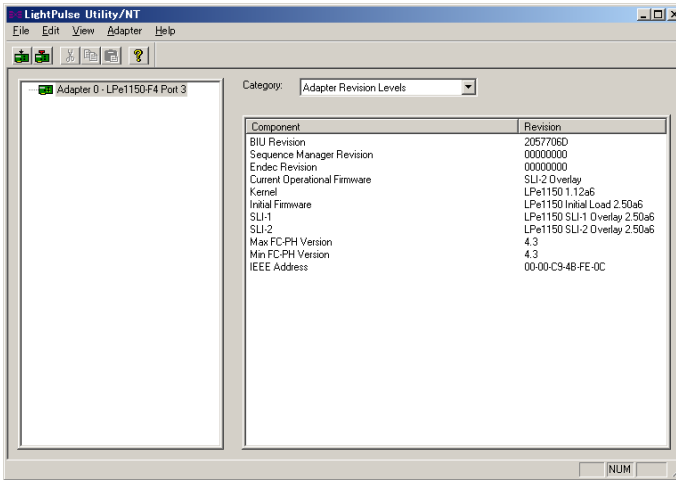 LightPulse Utility/NT
File Edit View Adapter Help
Adapter 0 - LPe1150-F4 Port 3
Category: Adapter Revision Levels
Component Revision
BIU Revision 2057706D
Sequence Manager Revision 00000000
Endec Revision 00000000
Current Operational Firmware SLI-2 Overlay
Kernel LPe1150 1.12a6
Initial Firmware LPe1150 Initial Load 2.50a6
SLI-1 LPe1150 SLI-1 Overlay 2.50a6
SLI-2 LPe1150 SLI-2 Overlay 2.50a6
Max FC-PH Version 4.3
Min FC-PH Version 4.3
IEEE Address 00-00-C9-4B-FE-0C
NUM